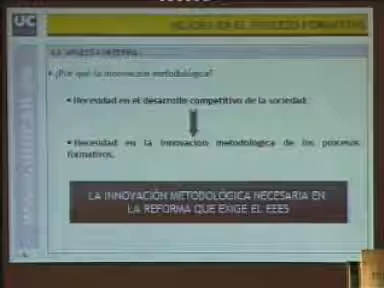 UC
MEJORA EN EL PROCESO FORMATIVO
¿Por qué la innovación metodológica?
• Necesidad en el desarrollo competitivo de la sociedad.
• Necesidad en la innovación metodológica de los procesos
formativos.
LA INNOVACIÓN METODOLÓGICA NECESARIA EN
LA REFORMA QUE EXIGE EL EEES